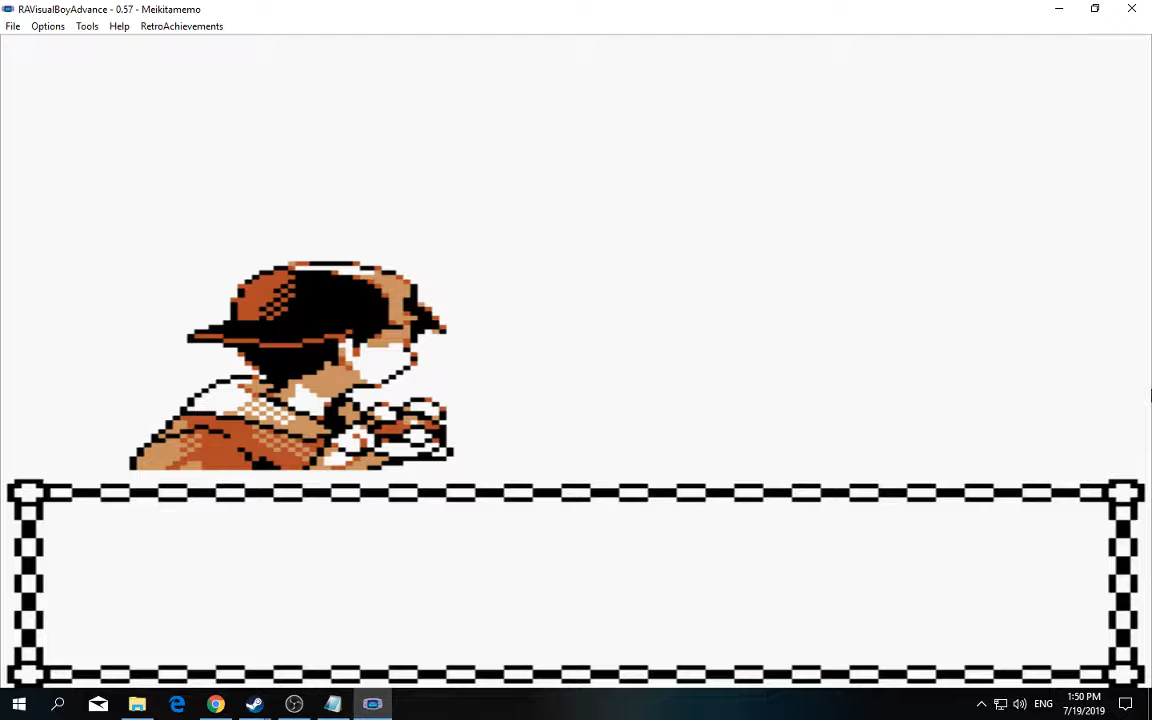 RAVisualBoyAdvance - 0.57 - Meikitamemo
File Options Tools Help RetroAchievements
ENG
1:50 PM
7/19/2019